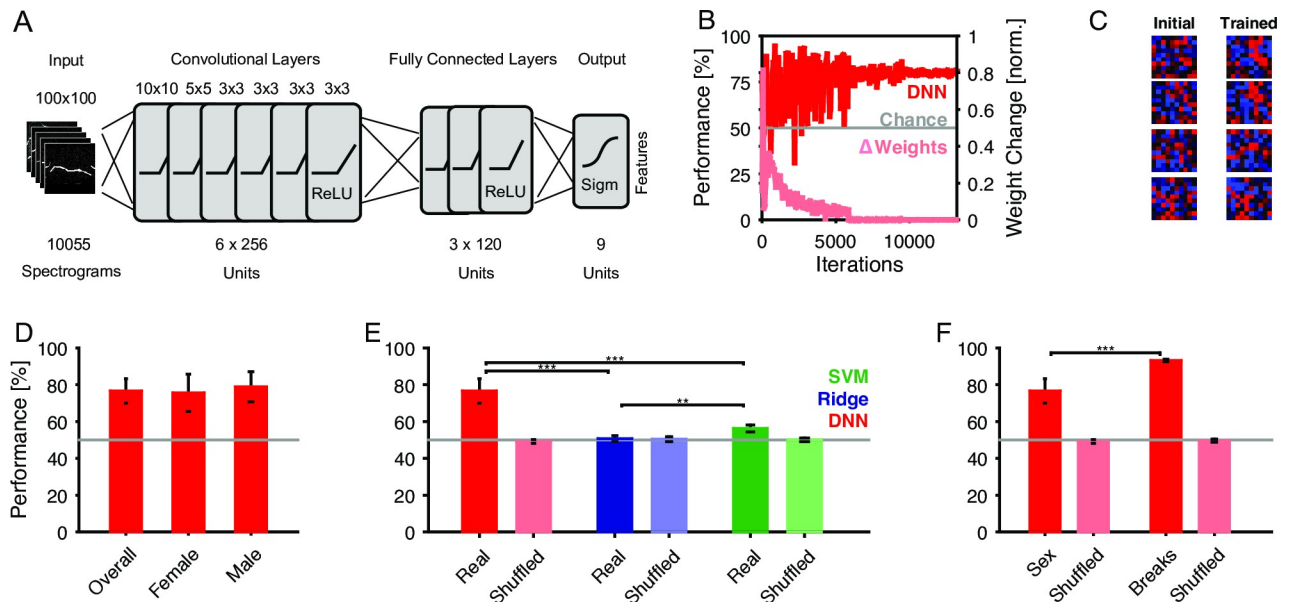 A
Input
Convolutional Layers
Fully Connected Layers
Output
100x100
10x10 5x5 3x3 3x3 3x3 3x3
ReLU
ReLU
Sigm
Features
10055
6 x 256
3 x 120
9
Spectrograms
Units
Units
Units
B
Performance [%]
100
75
50
25
0
DNN
Chance
Δ Weights
1
0.8
0.6
0.4
0.2
0
Weight Change [norm.]
0 5000 10000
Iterations
C
Initial Trained
D
Performance [%]
100
80
60
40
20
0
Overall
Female
Male
E
100
80
60
40
20
0
***
***
**
SVM
Ridge
DNN
Real
Shuffled
Real
Shuffled
Real
Shuffled
F
100
80
60
40
20
0
***
Sex
Shuffled
Breaks
Shuffled